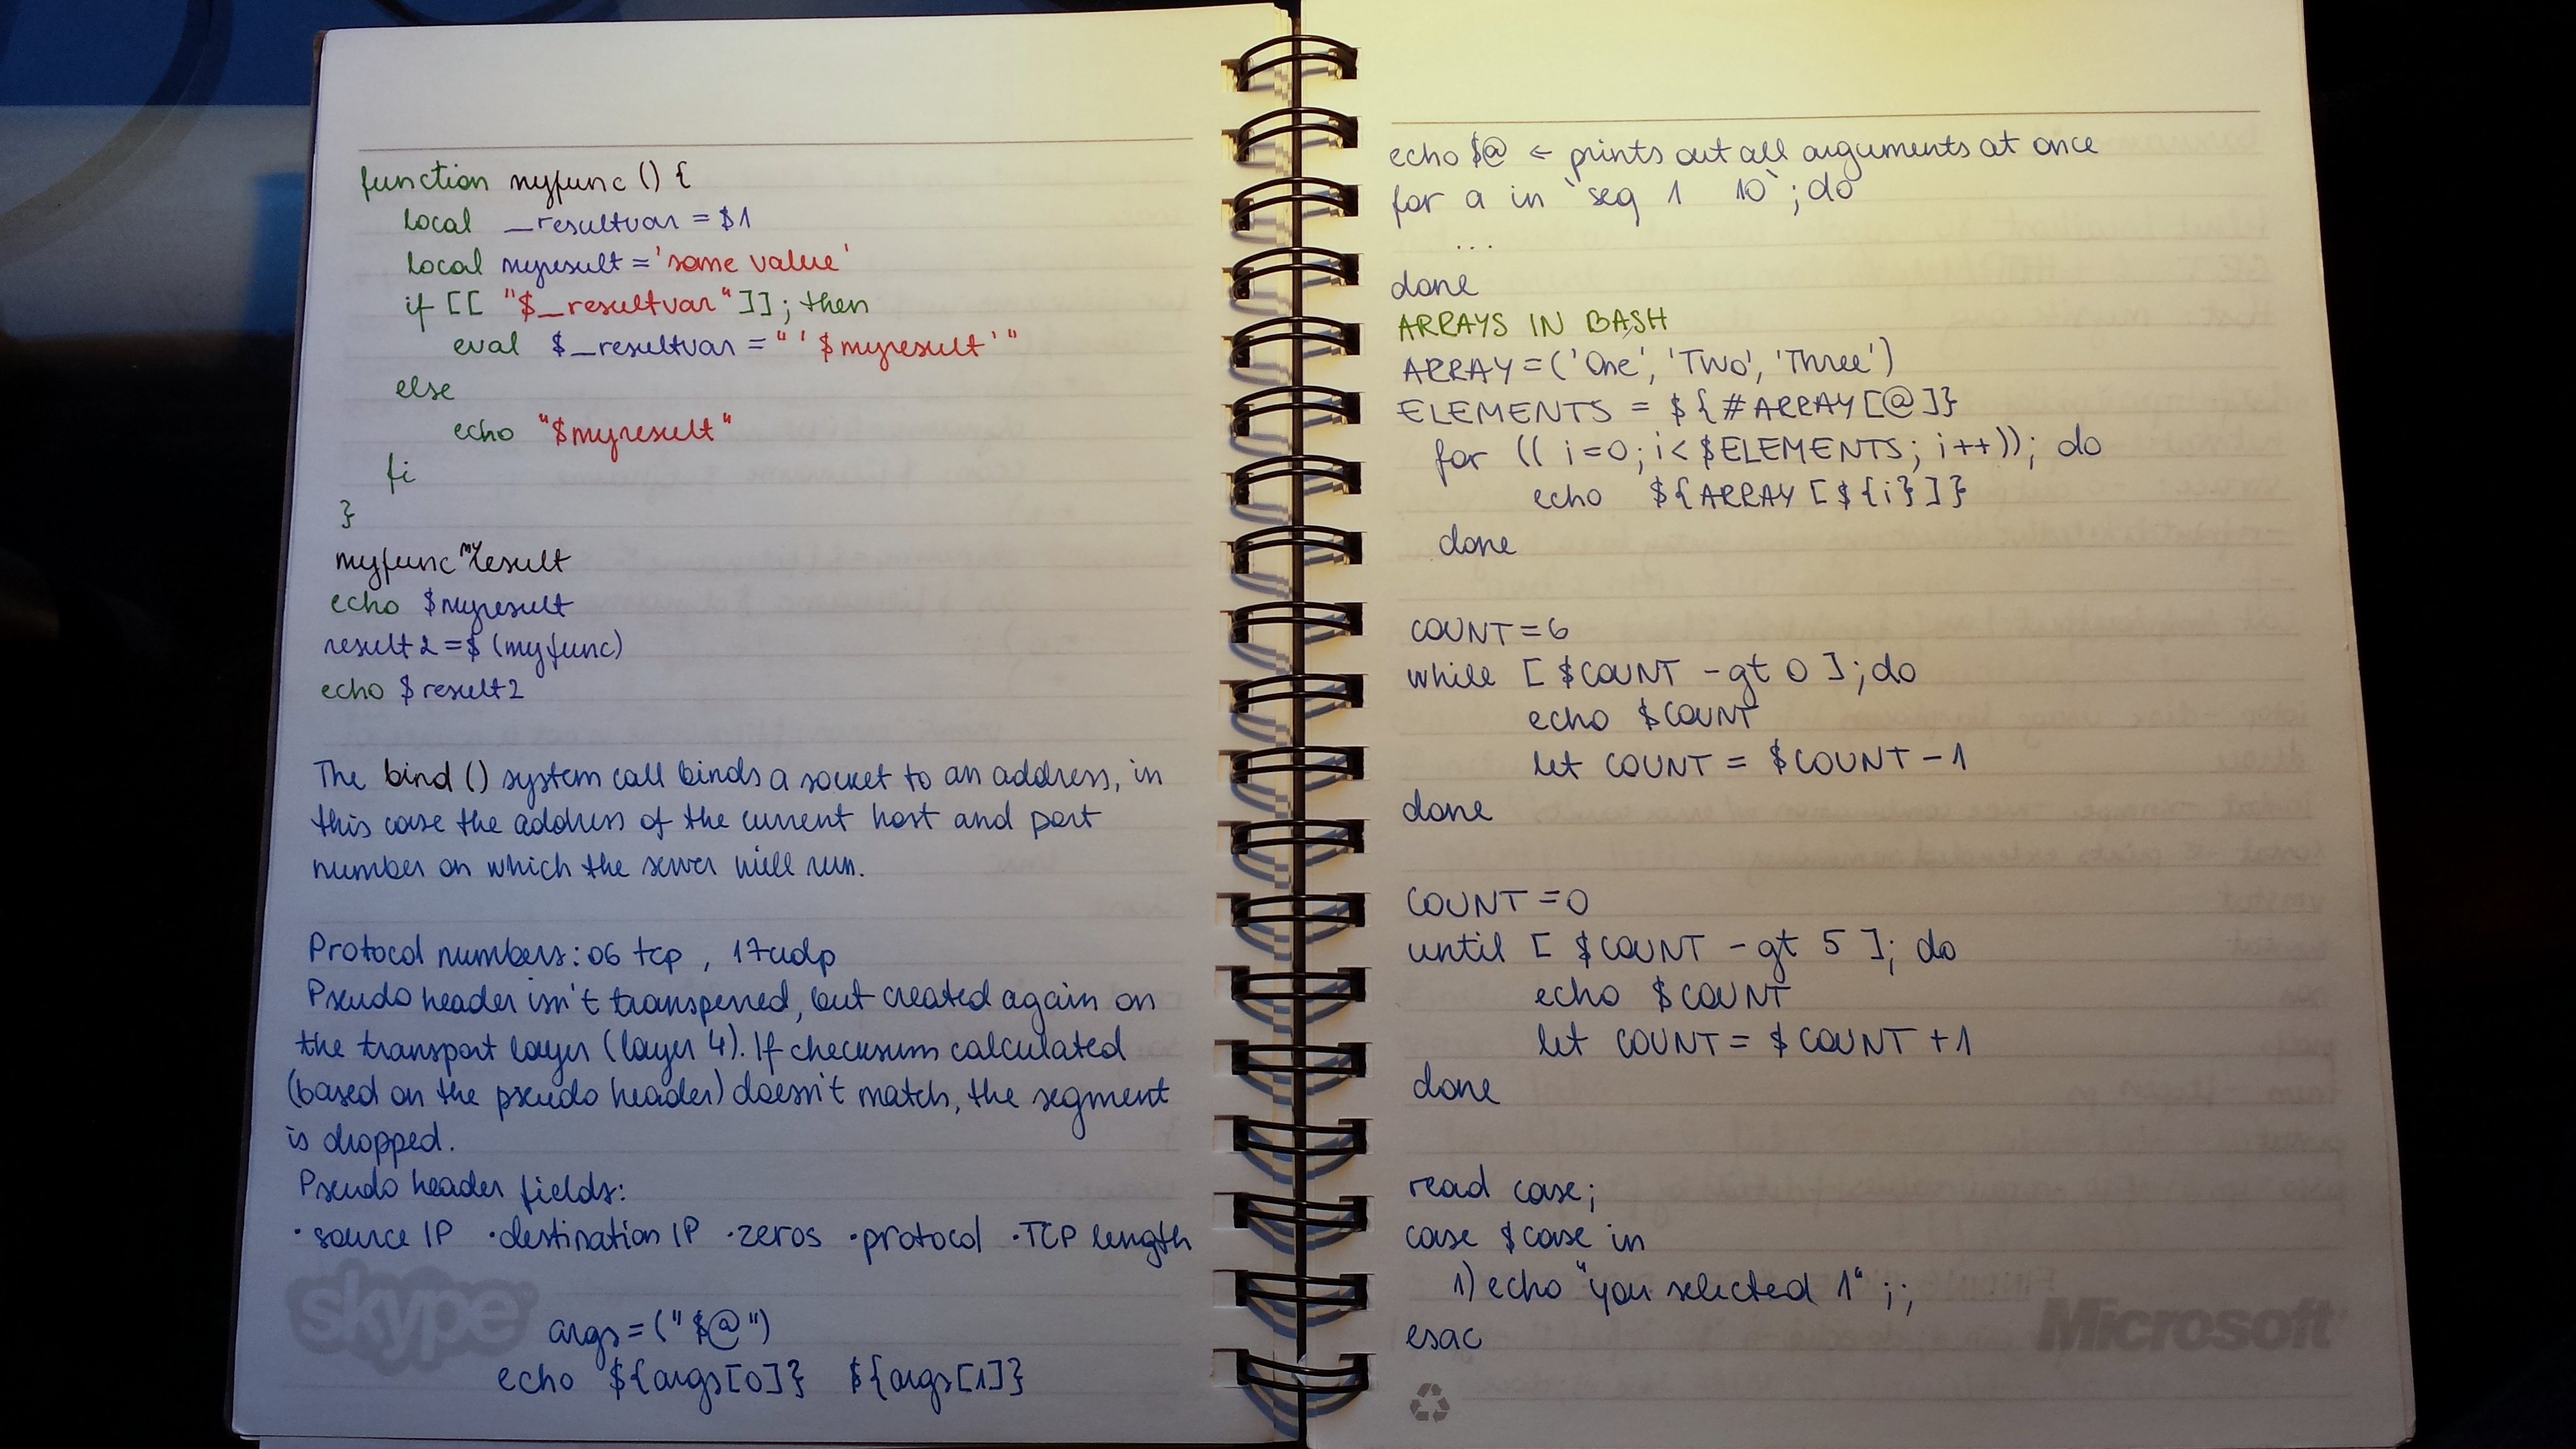 function myfunc () {
local _resultvar = $1
local myresult = 'some value'
if [[ "$_resultvar" ]]; then
eval $_resultvar = "'$myresult'"
else
echo "$myresult"
fi
}
myfunc myresult
echo $myresult
result2 = $ (myfunc)
echo $result2
The bind () system call binds a socket to an address, in
this case the address of the current host and port
number on which the server will run.
Protocol numbers: 06 tcp , 17 udp
Pseudo header isn't transperred, but created again on
the transport layer (layer 4). If checksum calculated
(based on the pseudo header) doesn't match, the segment
is dropped.
Pseudo header fields:
· source IP · destination IP · zeros · protocol · TCP length
skype
args = ("$@")
echo ${args[0]} ${args[1]}
echo $@ ← prints out all arguments at once
for a in `seq 1 10`; do
...
done
ARRAYS IN BASH
ARRAY = ('One', 'Two', 'Three')
ELEMENTS = ${#ARRAY[@]}
for (( i=0; i<$ELEMENTS; i++)); do
echo ${ARRAY[${i}]}
done
COUNT = 6
while [ $COUNT -gt 0 ]; do
echo $COUNT
let COUNT = $COUNT - 1
done
COUNT = 0
until [ $COUNT -gt 5 ]; do
echo $COUNT
let COUNT = $COUNT + 1
done
read case;
case $case in
1) echo "you selected 1" ;;
esac
Microsoft